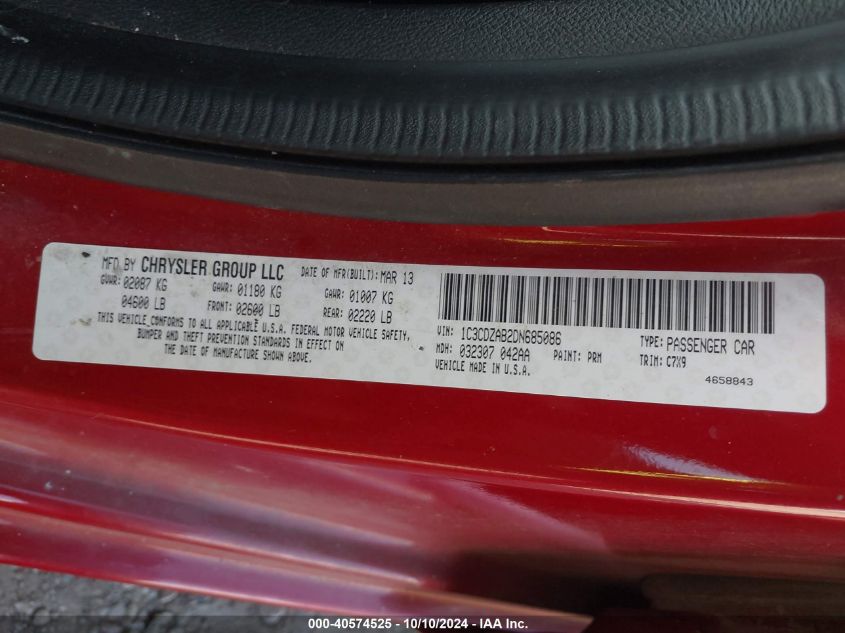 MFD BY CHRYSLER GROUP LLC DATE OF MFR(BUILT): MAR 13
GVWR: 02087 KG GAWR: 01180 KG GAWR: 01007 KG
04600 LB FRONT: 02600 LB REAR: 02220 LB
THIS VEHICLE CONFORMS TO ALL APPLICABLE U.S.A. FEDERAL MOTOR VEHICLE SAFETY,
BUMPER AND THEFT PREVENTION STANDARDS IN EFFECT ON
THE DATE OF MANUFACTURE SHOWN ABOVE.
VIN: 1C3CDZAB2DN685086 TYPE: PASSENGER CAR
MDH: 032307 042AA PAINT: PRM TRIM: C7X9
VEHICLE MADE IN U.S.A.
4658843
000-40574525 - 10/10/2024 - IAAI.com